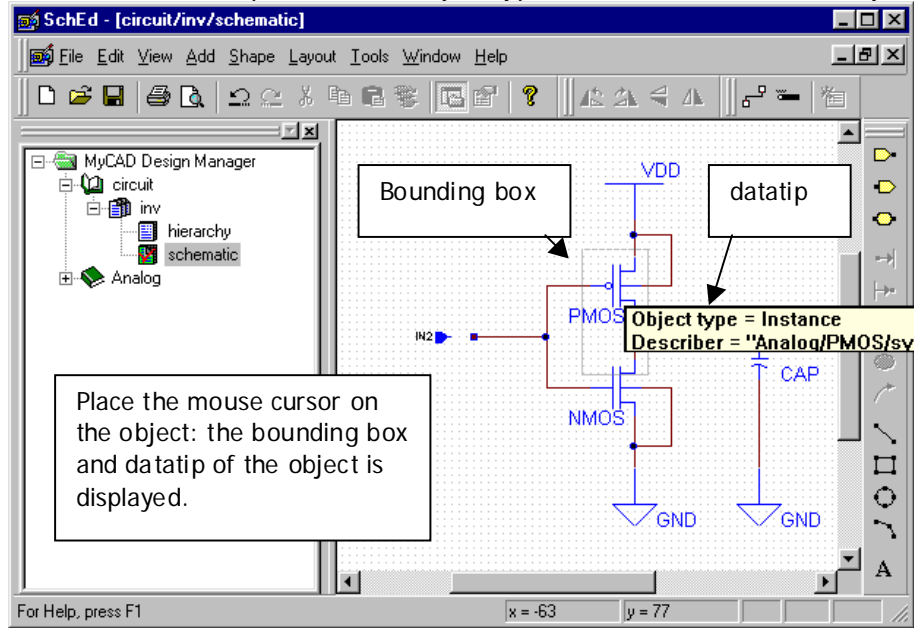 SchEd - [circuit/inv/schematic]
File Edit View Add Shape Layout Tools Window Help
MyCAD Design Manager
circuit
inv
hierarchy
schematic
Analog
Bounding box
VDD
datatip
PMOS
Object type = Instance
Describer = "Analog/PMOS/sy
IN2
CAP
NMOS
Place the mouse cursor on
the object: the bounding box
and datatip of the object is
displayed.
GND
GND
A
For Help, press F1
x = -63
y = 77